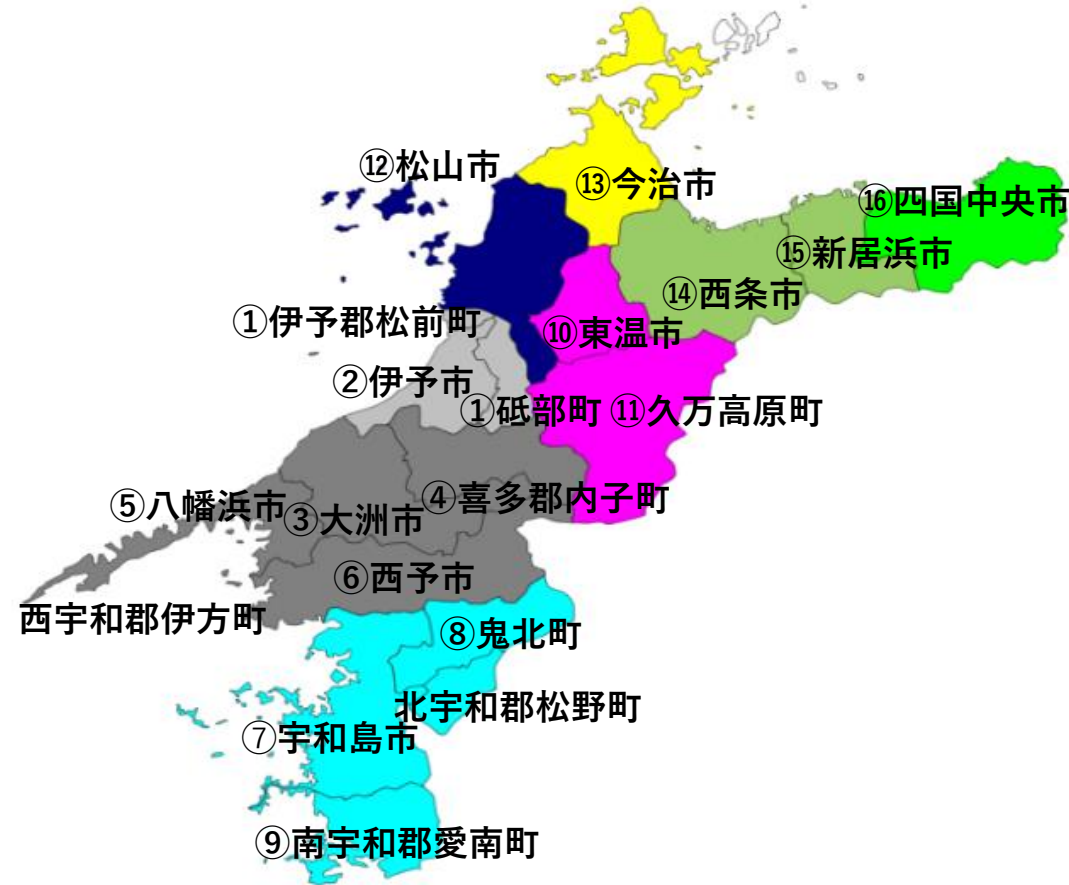 ⑫松山市
⑬今治市
⑯四国中央市
⑮新居浜市
⑭西条市
①伊予郡松前町
⑩東温市
②伊予市
①砥部町
⑪久万高原町
⑤八幡浜市
③大洲市
④喜多郡内子町
⑥西予市
西宇和郡伊方町
⑧鬼北町
北宇和郡松野町
⑦宇和島市
⑨南宇和郡愛南町